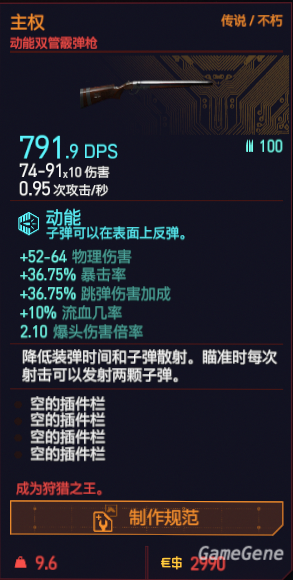 主权
传说 / 不朽
动能双管霰弹枪
791.9 DPS
100
74-91x10 伤害
0.95 次攻击/秒
动能
子弹可以在表面上反弹。
+52-64 物理伤害
+36.75% 暴击率
+36.75% 跳弹伤害加成
+10% 流血几率
2.10 爆头伤害倍率
降低装弹时间和子弹散射。瞄准时每次
射击可以发射两颗子弹。
空的插件栏
空的插件栏
空的插件栏
空的插件栏
成为狩猎之王。
制作规范
9.6
€$ 2990
GameGene